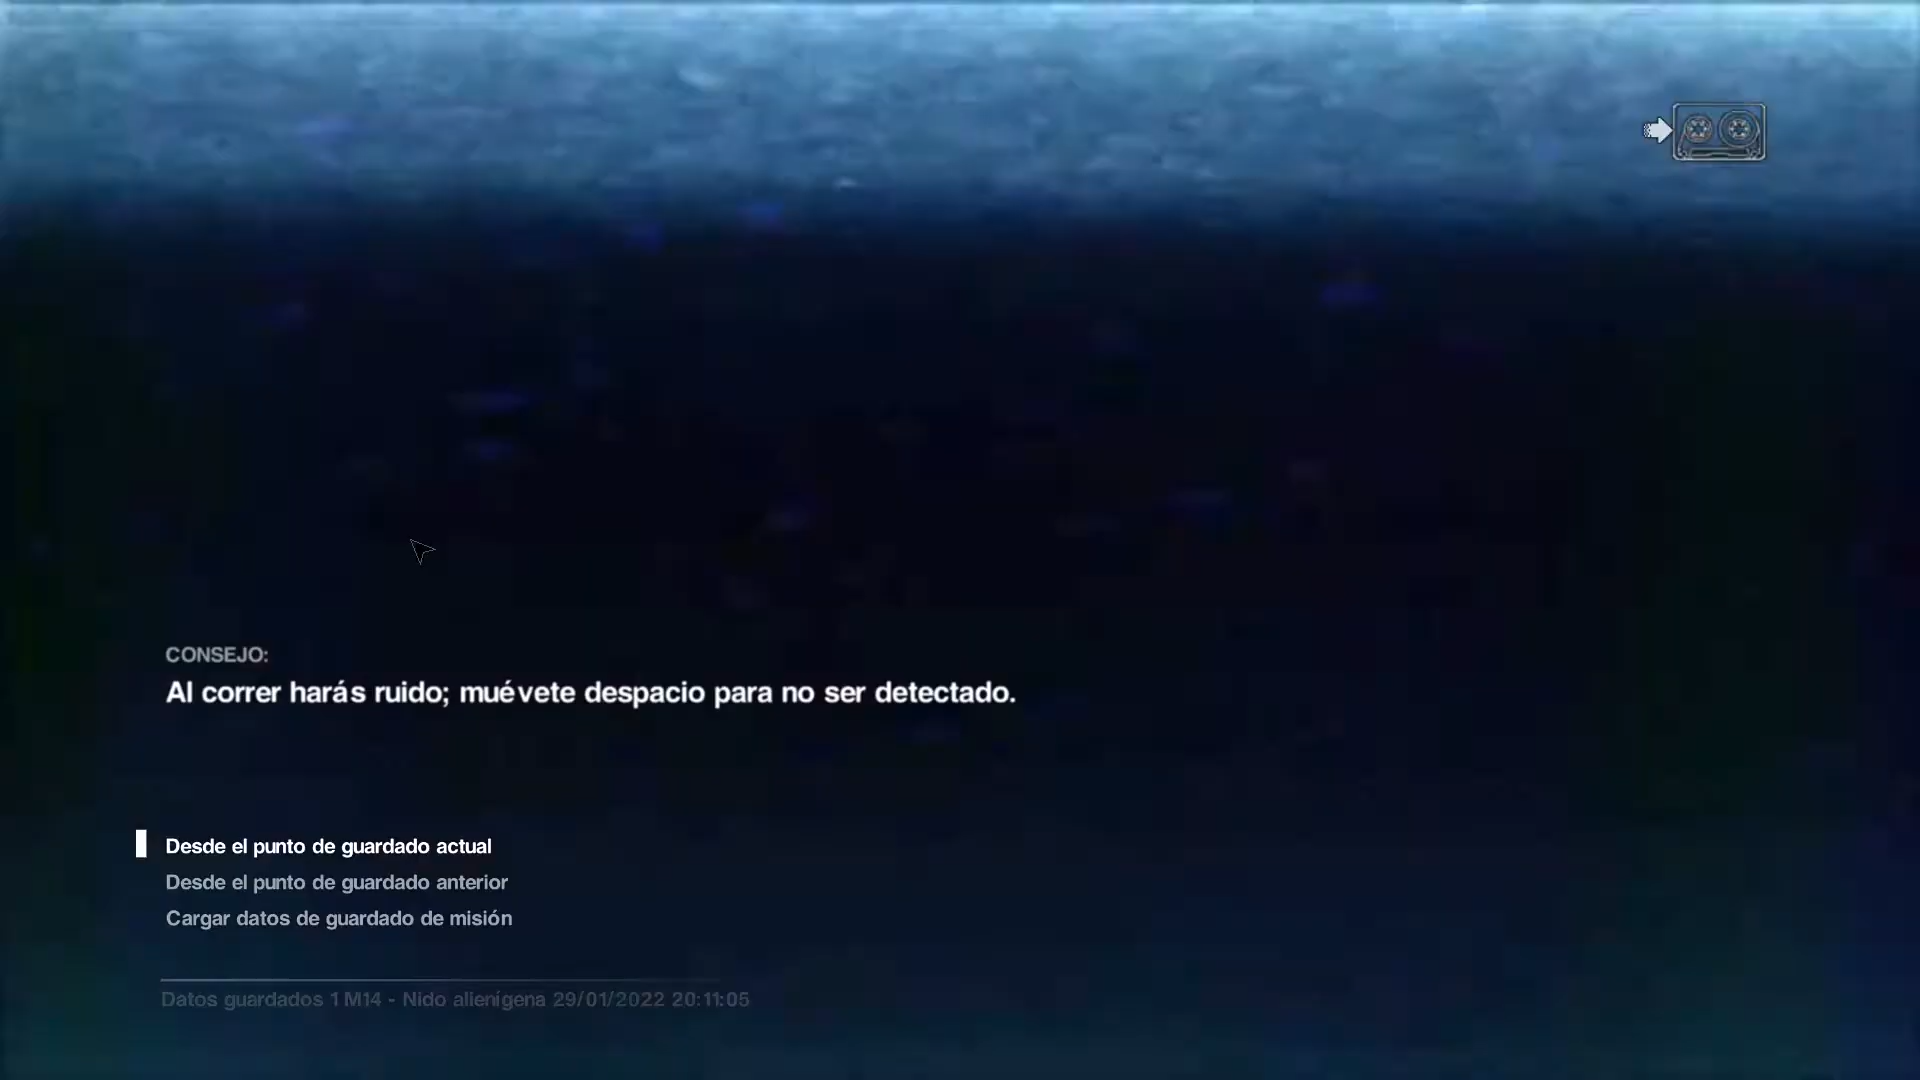 CONSEJO:
Al correr harás ruido; muévete despacio para no ser detectado.
Desde el punto de guardado actual
Desde el punto de guardado anterior
Cargar datos de guardado de misión
Datos guardados 1 M14 - Nido alienígena 29/01/2022 20:11:05